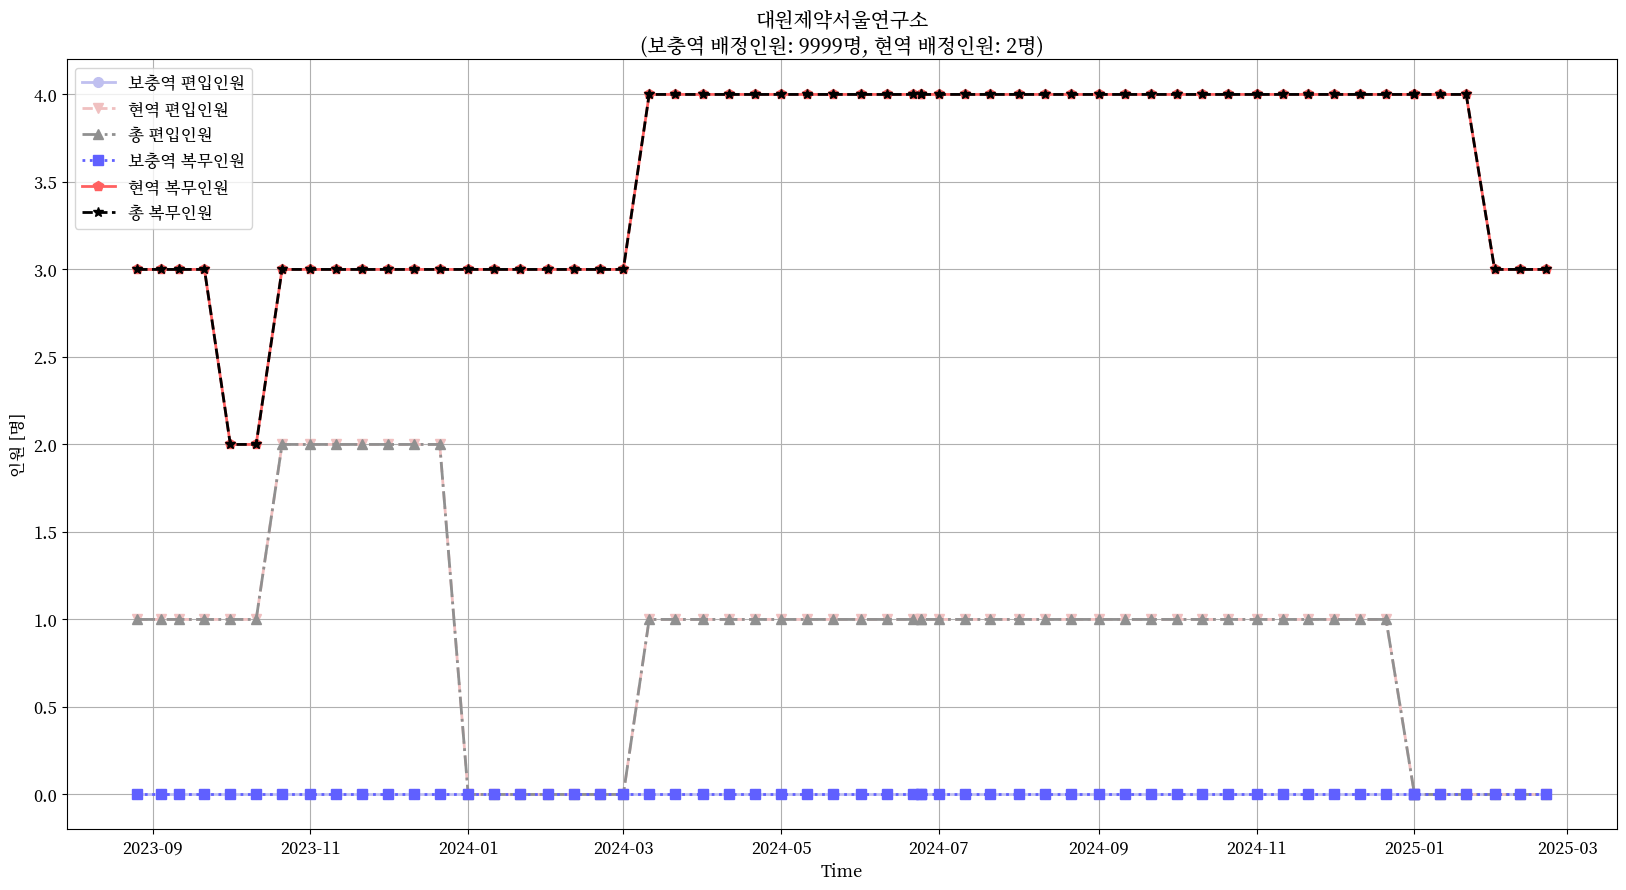 대원제약서울연구소
(보충역 배정인원: 9999명, 현역 배정인원: 2명)
보충역 편입인원
현역 편입인원
총 편입인원
보충역 복무인원
현역 복무인원
총 복무인원
4.0
3.5
3.0
2.5
2.0
1.5
1.0
0.5
0.0
인원 [명]
2023-09
2023-11
2024-01
2024-03
2024-05
2024-07
2024-09
2024-11
2025-01
2025-03
Time